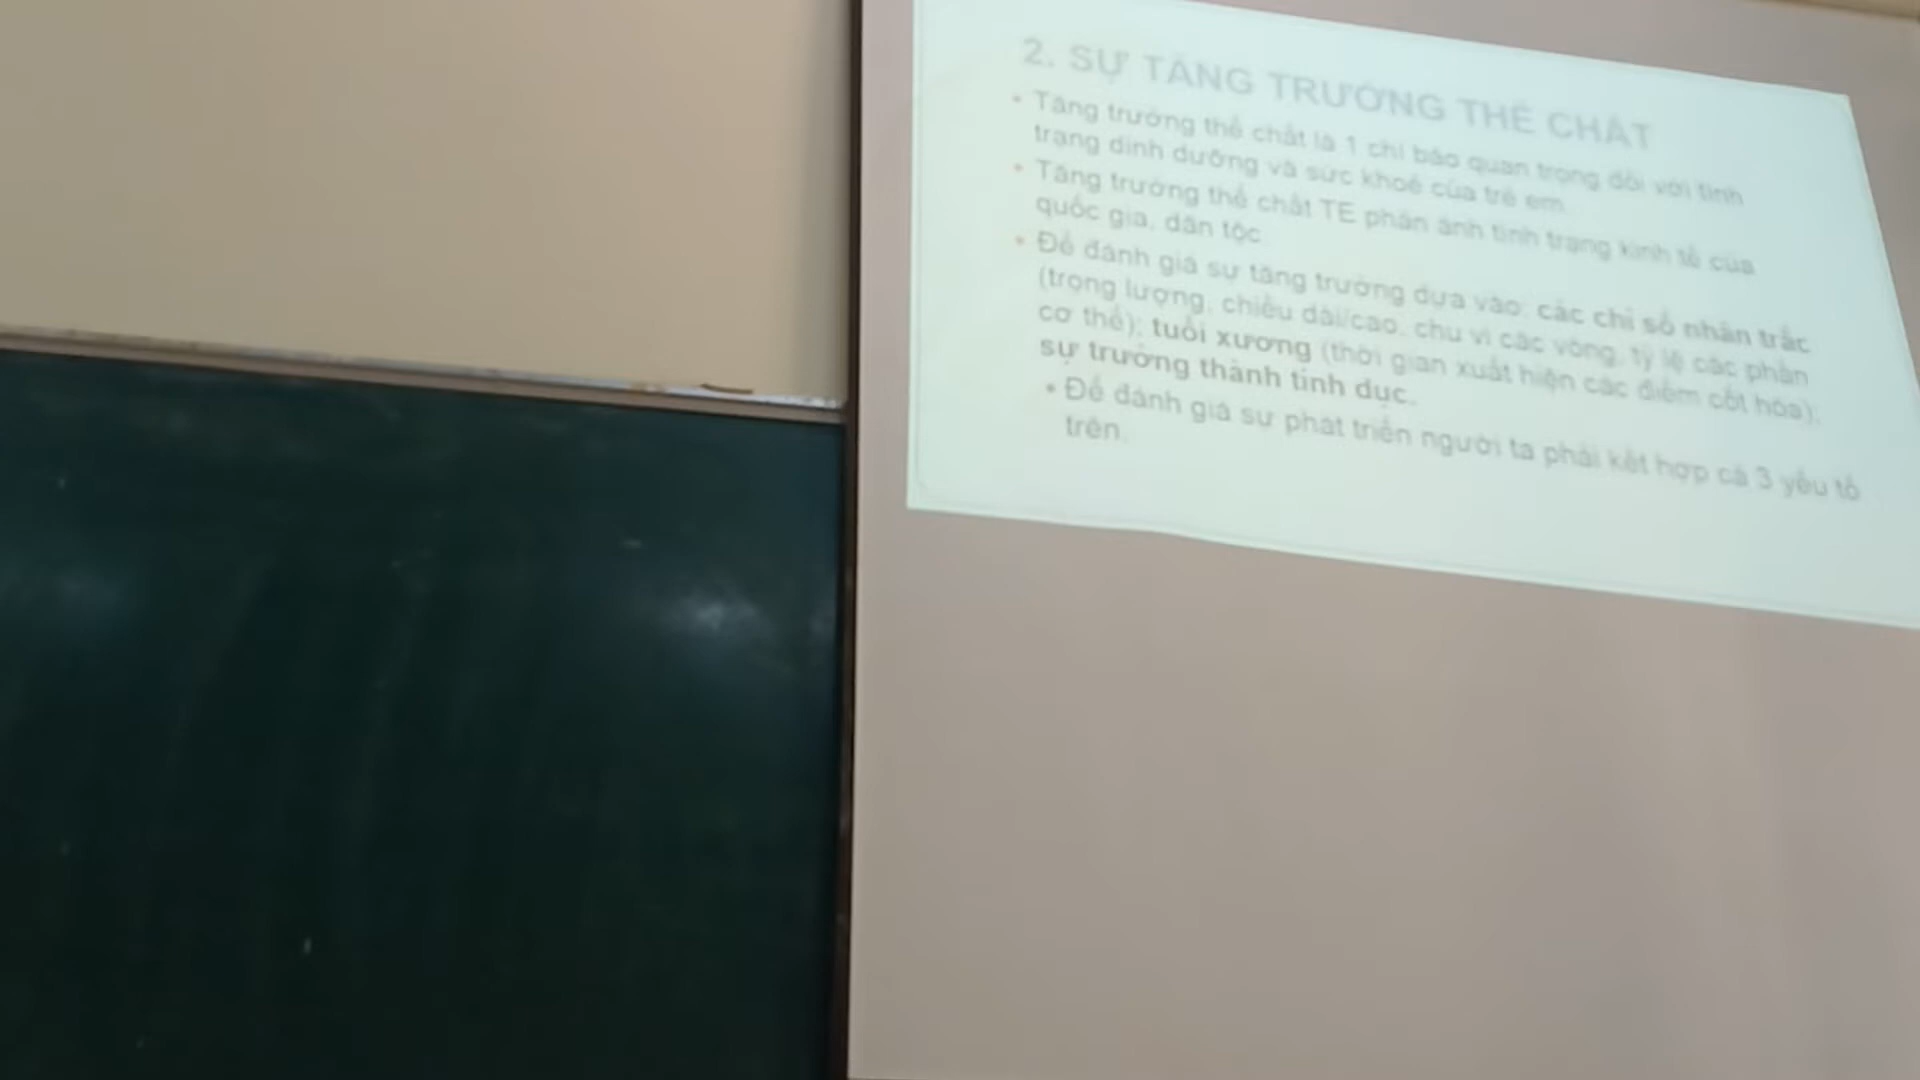 2. SỰ TĂNG TRƯỞNG THỂ CHẤT
• Tăng trưởng thể chất là 1 chỉ báo quan trọng đối với tình
trạng dinh dưỡng và sức khoẻ của trẻ em.
• Tăng trưởng thể chất TE phản ánh tình trạng kinh tế của
quốc gia, dân tộc.
• Để đánh giá sự tăng trưởng dựa vào: các chỉ số nhân trắc
(trọng lượng, chiều dài/cao, chu vi các vòng, tỷ lệ các phần
cơ thể); tuổi xương (thời gian xuất hiện các điểm cốt hóa);
sự trưởng thành tính dục.
• Để đánh giá sự phát triển người ta phải kết hợp cả 3 yếu tố
trên.